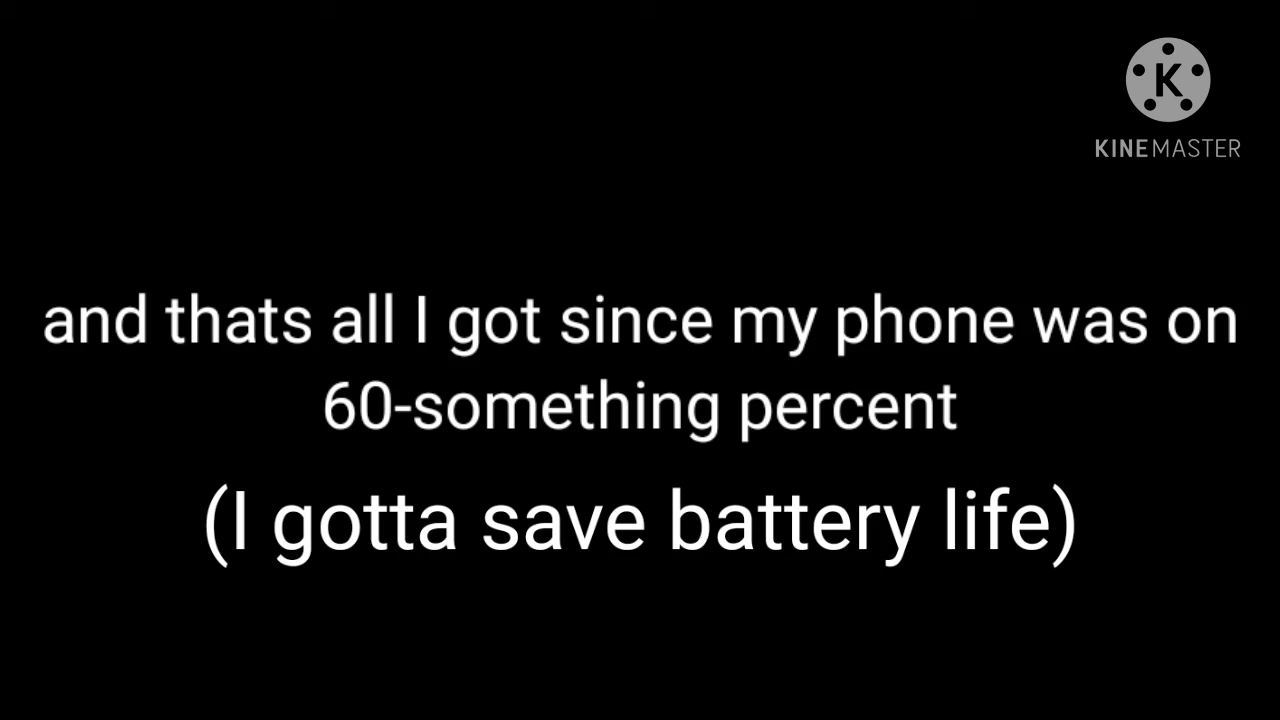 K
KINEMASTER
and thats all I got since my phone was on
60-something percent
(I gotta save battery life)